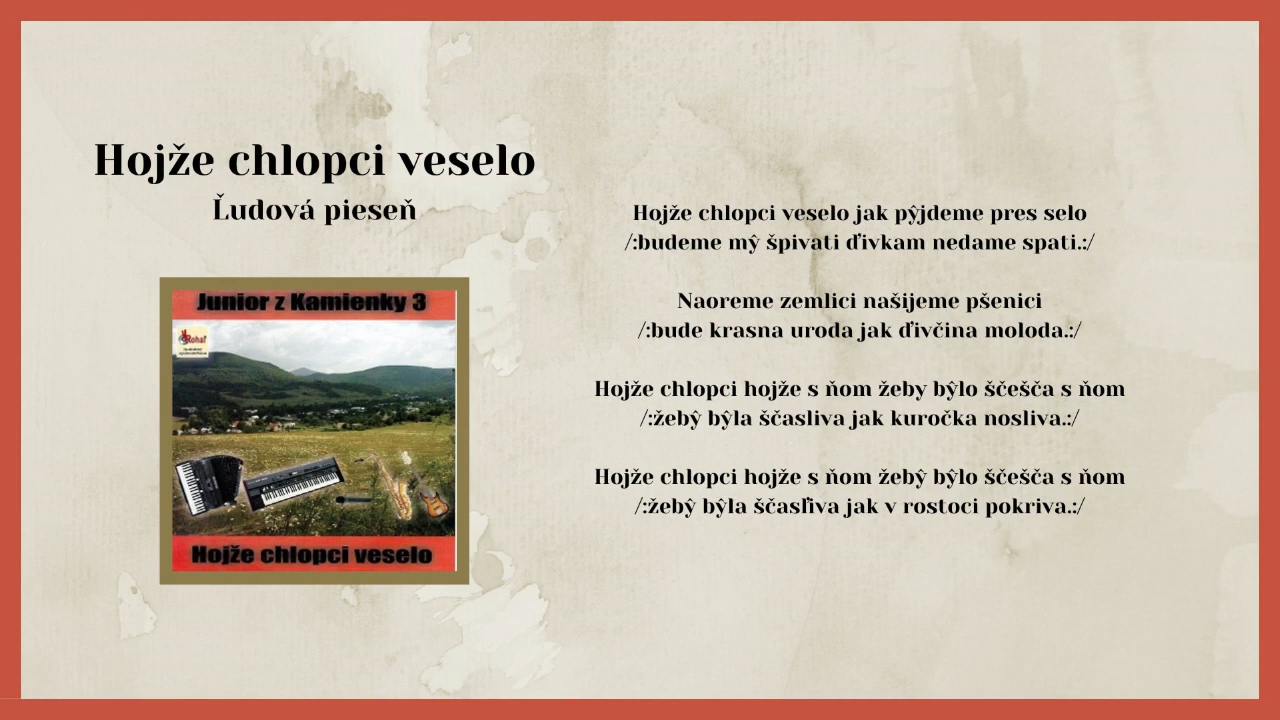 Hojže chlopci veselo
Ľudová pieseň
Junior z Kamienky 3
Rohaľ
Hojže chlopci veselo
Hojže chlopci veselo jak pŷjdeme pres selo
/:budeme mŷ špivati ďivkam nedame spati.:/
Naoreme zemlici našijeme pšenici
/:bude krasna uroda jak ďivčina moloda.:/
Hojže chlopci hojže s ňom žeby bŷlo ščešča s ňom
/:žebŷ bŷla ščasliva jak kuročka nosliva.:/
Hojže chlopci hojže s ňom žebŷ bŷlo ščešča s ňom
/:žebŷ bŷla ščasľiva jak v rostoci pokriva.:/